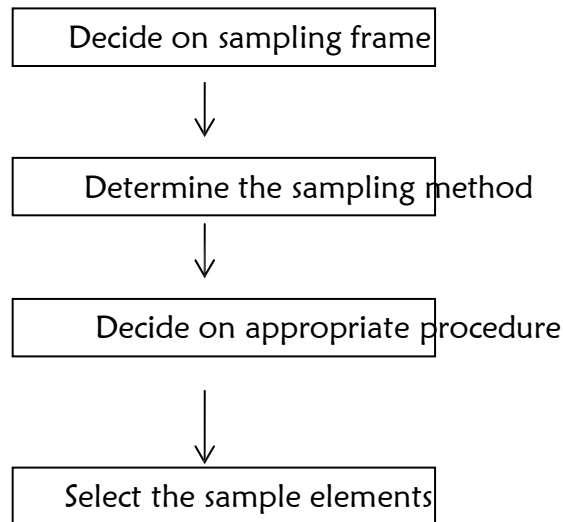 Decide on sampling frame
Determine the sampling method
Decide on appropriate procedure
Select the sample elements